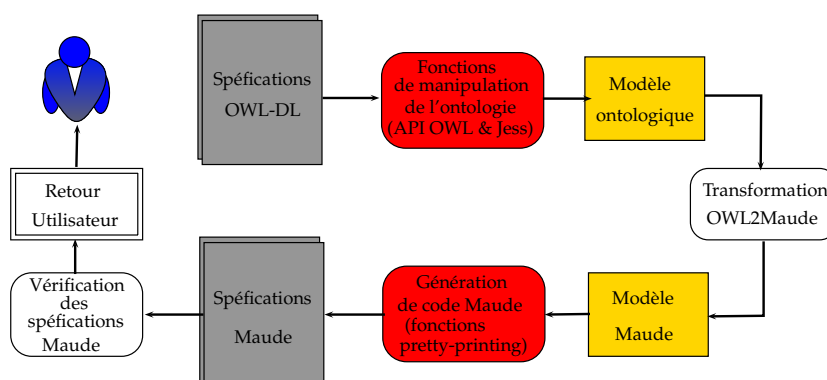 Spéfications
OWL-DL
Fonctions
de manipulation
de l'ontologie
(API OWL & Jess)
Modèle
ontologique
Transformation
OWL2Maude
Modèle
Maude
Génération
de code Maude
(fonctions
pretty-printing)
Spéfications
Maude
Vérification
des
spéfications
Maude
Retour
Utilisateur